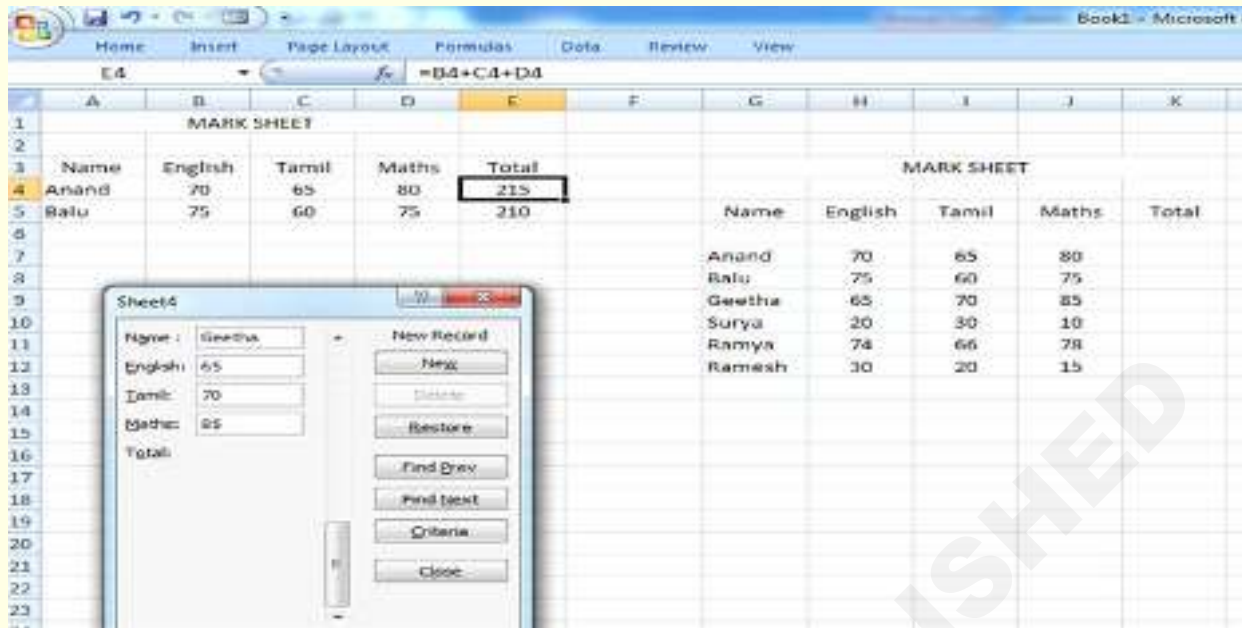 Book1 - Microsoft
Home Insert Page Layout Formulas Data Review View
E4 fx =B4+C4+D4
A B C D E F G H I J K
1 MARK SHEET
2
3 Name English Tamil Maths Total MARK SHEET
4 Anand 70 65 80 215
5 Balu 75 60 75 210 Name English Tamil Maths Total
6
7 Anand 70 65 80
8 Balu 75 60 75
9 Geetha 65 70 85
10 Surya 20 30 10
11 Ramya 74 66 78
12 Ramesh 30 20 15
13
14
15
16
17
18
19
20
21
22
23
Sheet4
Name : Geetha New Record
English: 65 New
Tamil: 70 Delete
Maths: 85 Restore
Total:
Find Prev
Find Next
Criteria
Close
ISHED